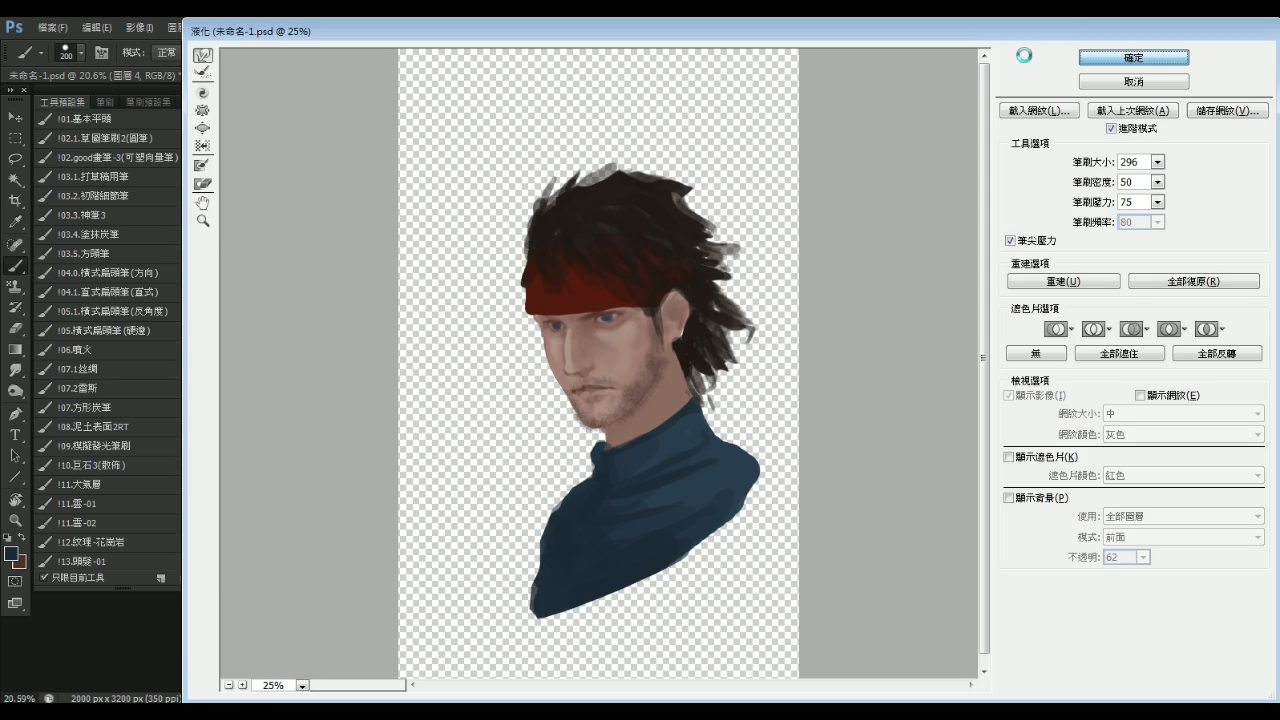 Ps 檔案(F) 編輯(E) 影像(I)
液化 (未命名-1.psd @ 25%)
200 模式: 正常
未命名-1.psd @ 20.6% (圖層 4, RGB/8) *
工具預設集 筆刷 筆刷預設集
!01.基本平頭
!02.1.草圖筆刷2(圓筆)
!02.good畫筆-3(可塑向量筆)
!03.1.打草稿用筆
!03.2.初階細節筆
!03.3.神筆3
!03.4.塗抹炭筆
!03.5.方頭筆
!04.0.橫式扁頭筆(方向)
!04.1.直式扁頭筆(直式)
!05.1.橫式扁頭筆(反角度)
!05.橫式扁頭筆(硬邊)
!06.噴火
!07.1絲綢
!07.2雷斯
!07.方形炭筆
!08.泥土表面2RT
!09.模擬發光筆刷
!10.巨石3(散佈)
!11.大氣層
!11.雲-01
!11.雲-02
!12.紋理-花崗岩
!13.頭髮-01
只限目前工具
20.59% 2000 px x 3200 px (350 ppi)
25%
確定
取消
載入網紋(L)... 載入上次網紋(A) 儲存網紋(V)...
進階模式
工具選項
筆刷大小: 296
筆刷密度: 50
筆刷壓力: 75
筆刷頻率: 80
筆尖壓力
重建選項
重建(U) 全部復原(R)
遮色片選項
無 全部遮住 全部反轉
檢視選項
顯示影像(I) 顯示網紋(E)
網紋大小: 中
網紋顏色: 灰色
顯示遮色片(K)
遮色片顏色: 紅色
顯示背景(P)
使用: 全部圖層
模式: 前面
不透明: 62